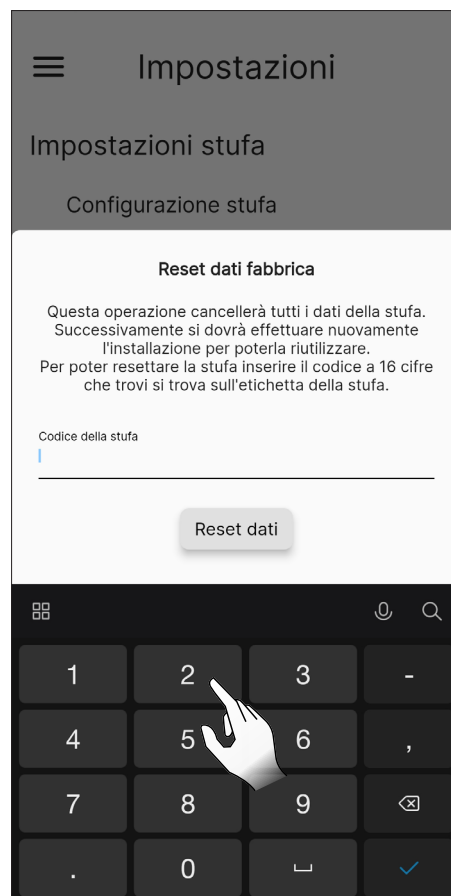 Impostazioni
Impostazioni stufa
Configurazione stufa
Reset dati fabbrica
Questa operazione cancellerà tutti i dati della stufa.
Successivamente si dovrà effettuare nuovamente
l'installazione per poterla riutilizzare.
Per poter resettare la stufa inserire il codice a 16 cifre
che trovi si trova sull'etichetta della stufa.
Codice della stufa
Reset dati
1 2 3 -
4 5 6 ,
7 8 9
. 0